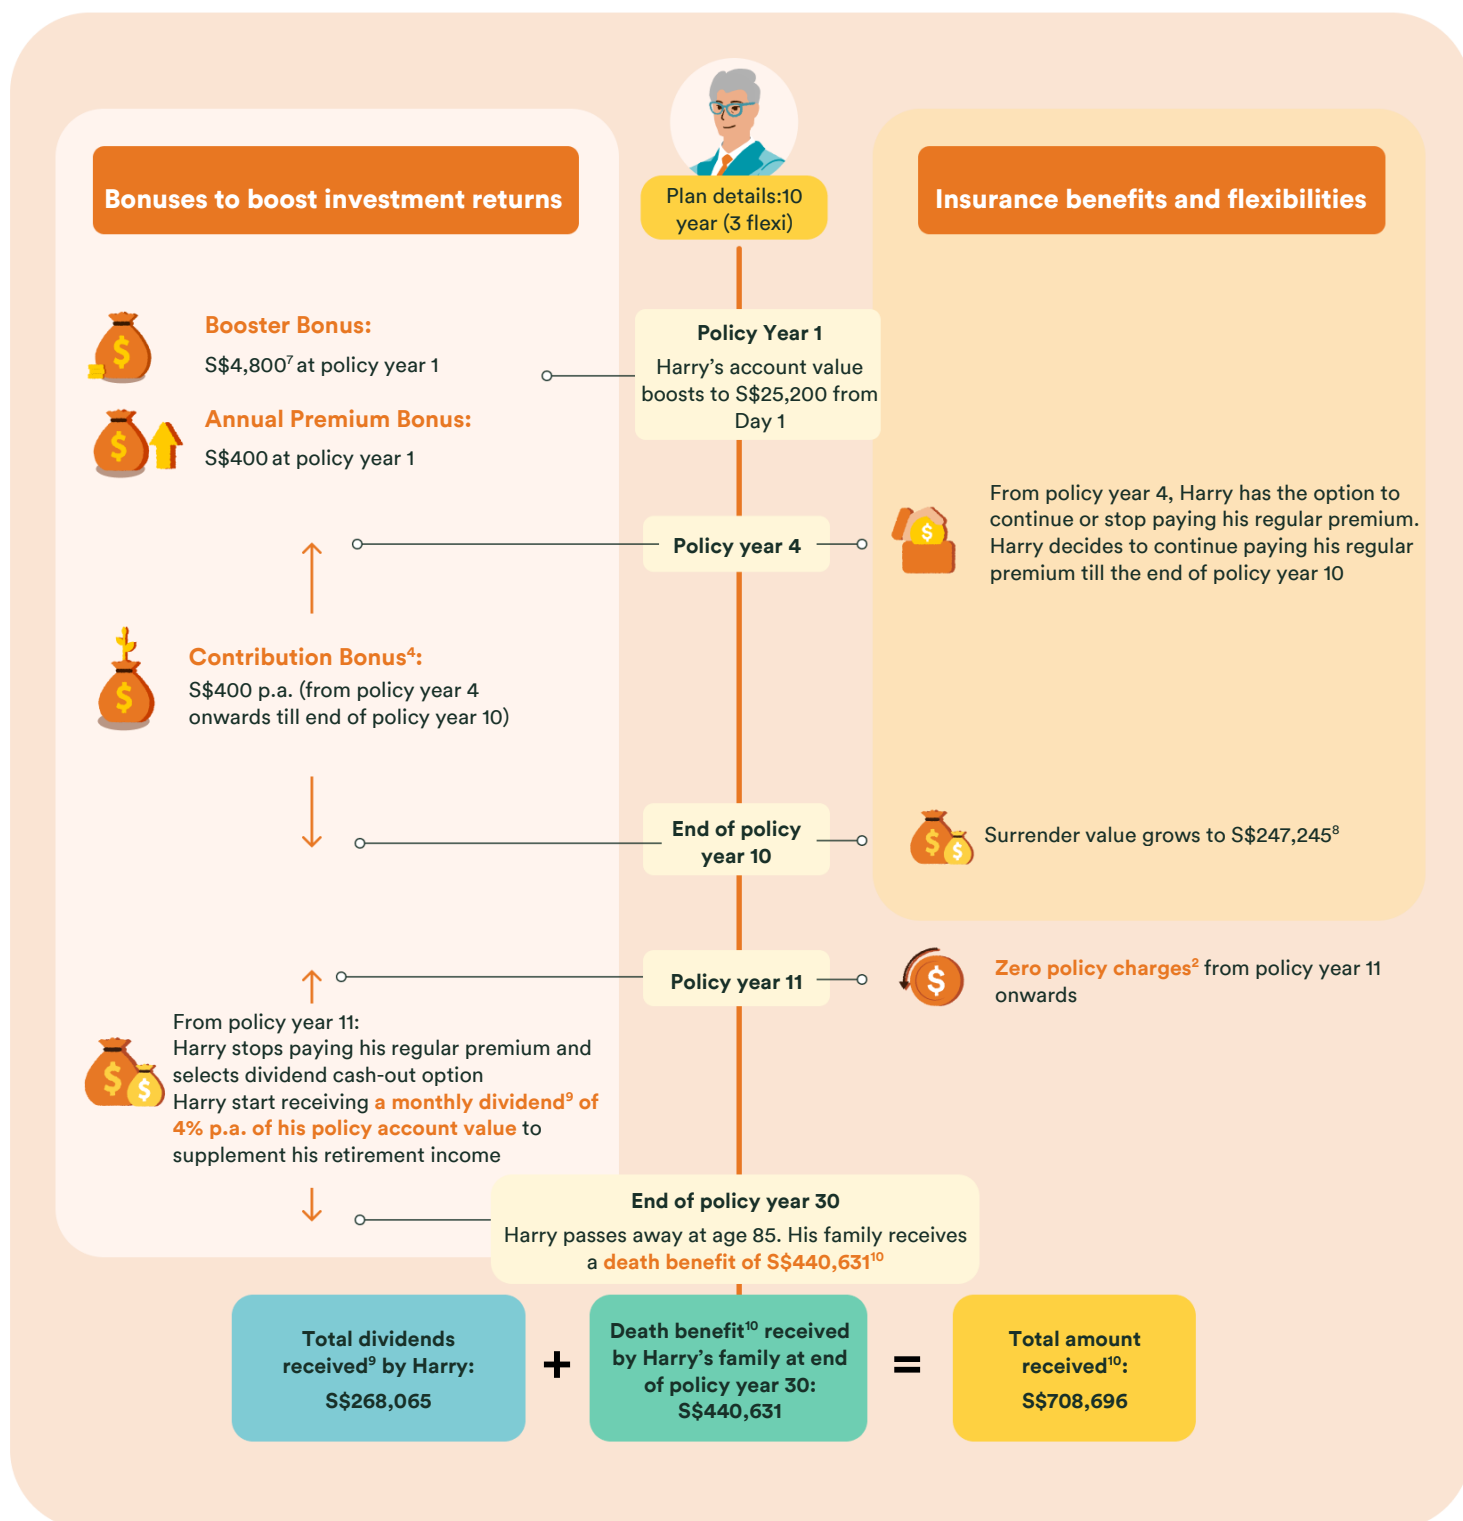 Plan details:10
year (3 flexi)
Bonuses to boost investment returns
Insurance benefits and flexibilities
Booster Bonus:
S$4,800⁷ at policy year 1
Annual Premium Bonus:
S$400 at policy year 1
Policy Year 1
Harry’s account value
boosts to S$25,200 from
Day 1
Policy year 4
From policy year 4, Harry has the option to
continue or stop paying his regular premium.
Harry decides to continue paying his regular
premium till the end of policy year 10
Contribution Bonus⁴:
S$400 p.a. (from policy year 4
onwards till end of policy year 10)
End of policy
year 10
Surrender value grows to S$247,245⁸
Policy year 11
Zero policy charges² from policy year 11
onwards
From policy year 11:
Harry stops paying his regular premium and
selects dividend cash-out option
Harry start receiving a monthly dividend⁹ of
4% p.a. of his policy account value to
supplement his retirement income
End of policy year 30
Harry passes away at age 85. His family receives
a death benefit of S$440,631¹⁰
Total dividends
received⁹ by Harry:
S$268,065
+
Death benefit¹⁰ received
by Harry’s family at end
of policy year 30:
S$440,631
=
Total amount
received¹⁰:
S$708,696